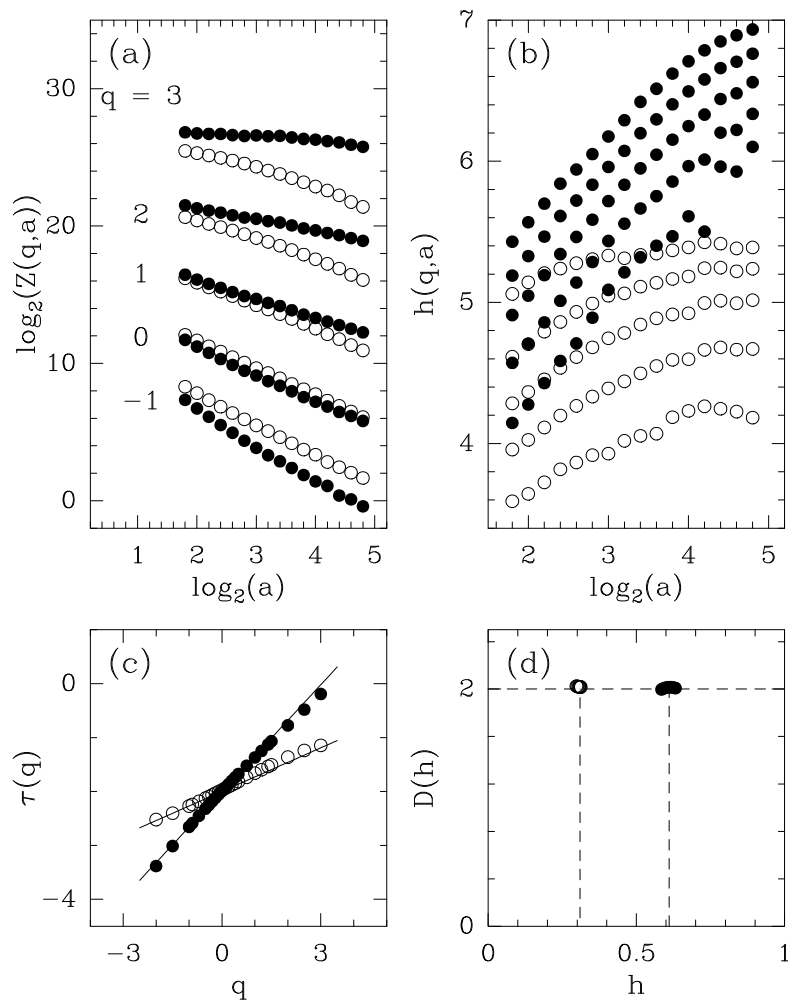 (a)
30
q = 3
20
2
1
10
0
−1
0
log₂(Z(q,a))
1 2 3 4 5
log₂(a)
(b)
7
6
5
4
h(q,a)
2 3 4 5
log₂(a)
(c)
0
−4
τ(q)
−3 0 3
q
(d)
2
0
D(h)
0 0.5 1
h